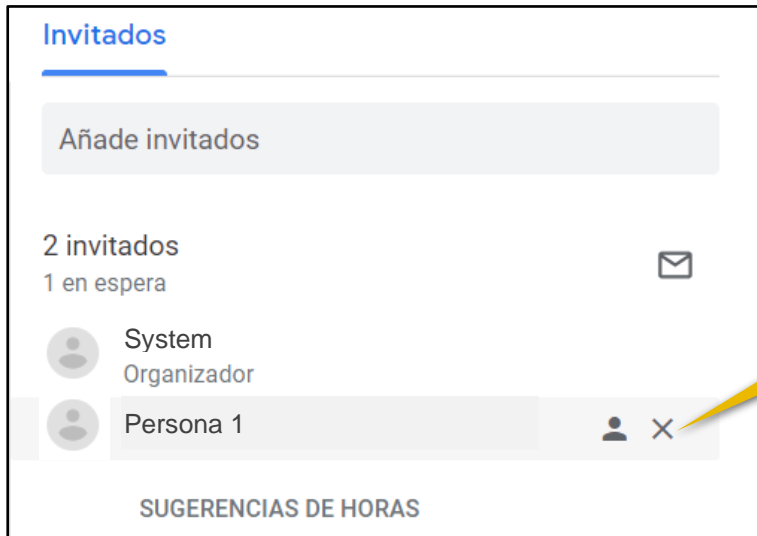 Invitados
Añade invitados
2 invitados
1 en espera
System
Organizador
Persona 1
SUGERENCIAS DE HORAS